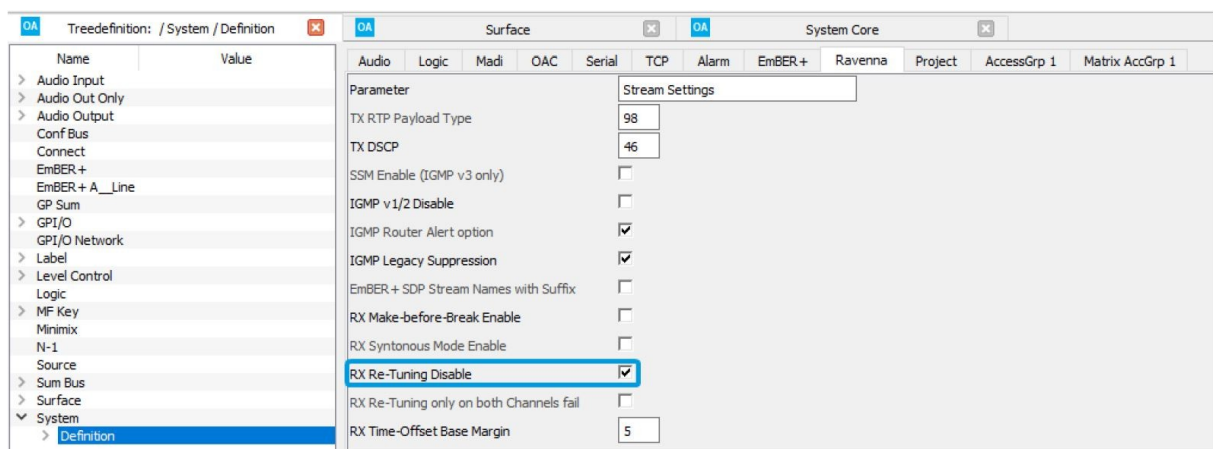 OA Treedefinition: / System / Definition
OA Surface
OA System Core
Name Value
Audio Input
Audio Out Only
Audio Output
Conf Bus
Connect
EmBER+
EmBER+ A__Line
GP Sum
GPI/O
GPI/O Network
Label
Level Control
Logic
MF Key
Minimix
N-1
Source
Sum Bus
Surface
System
Definition
Audio Logic Madi OAC Serial TCP Alarm EmBER+ Ravenna Project AccessGrp 1 Matrix AccGrp 1
Parameter Stream Settings
TX RTP Payload Type 98
TX DSCP 46
SSM Enable (IGMP v3 only)
IGMP v1/2 Disable
IGMP Router Alert option
IGMP Legacy Suppression
EmBER+ SDP Stream Names with Suffix
RX Make-before-Break Enable
RX Syntonous Mode Enable
RX Re-Tuning Disable
RX Re-Tuning only on both Channels fail
RX Time-Offset Base Margin 5